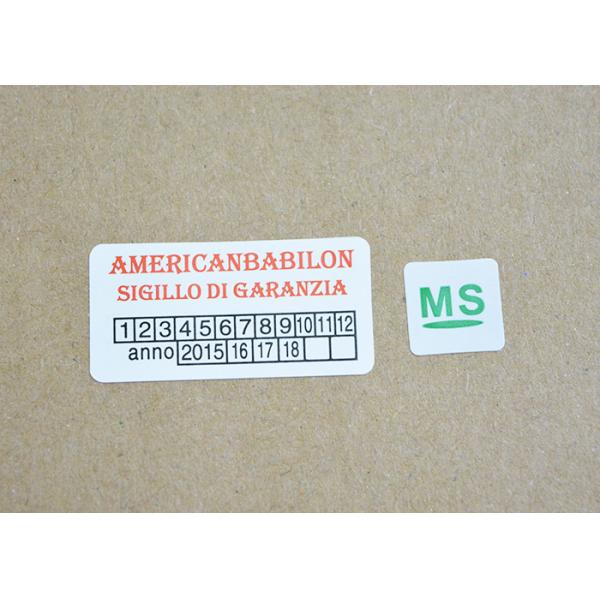 AMERICANBABILON
SIGILLO DI GARANZIA
1 2 3 4 5 6 7 8 9 10 11 12
anno 2015 16 17 18
MS